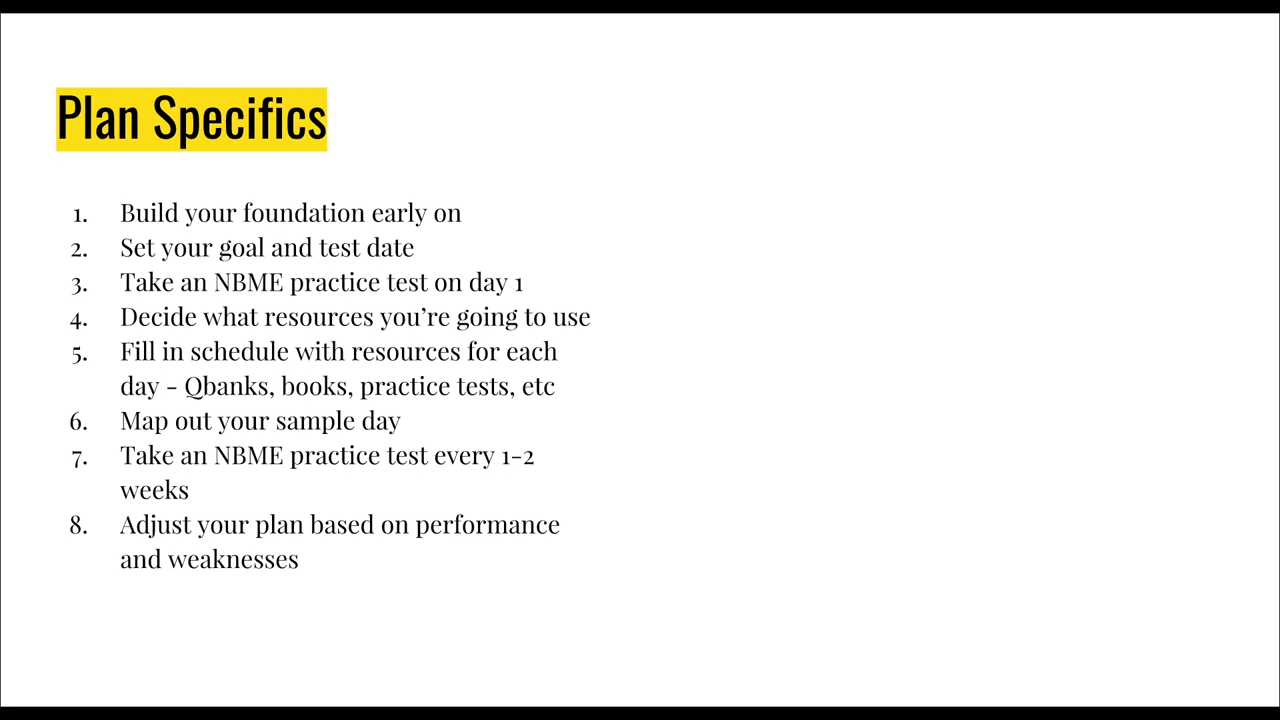 Plan Specifics
1. Build your foundation early on
2. Set your goal and test date
3. Take an NBME practice test on day 1
4. Decide what resources you’re going to use
5. Fill in schedule with resources for each
day - Qbanks, books, practice tests, etc
6. Map out your sample day
7. Take an NBME practice test every 1-2
weeks
8. Adjust your plan based on performance
and weaknesses